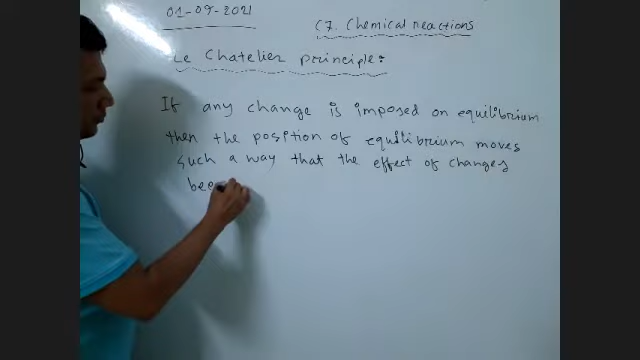 01-09-2021
C7. Chemical reactions
Le Chatelier principle:
If any change is imposed on equilibrium
then the position of equilibrium moves
such a way that the effect of changes
bee